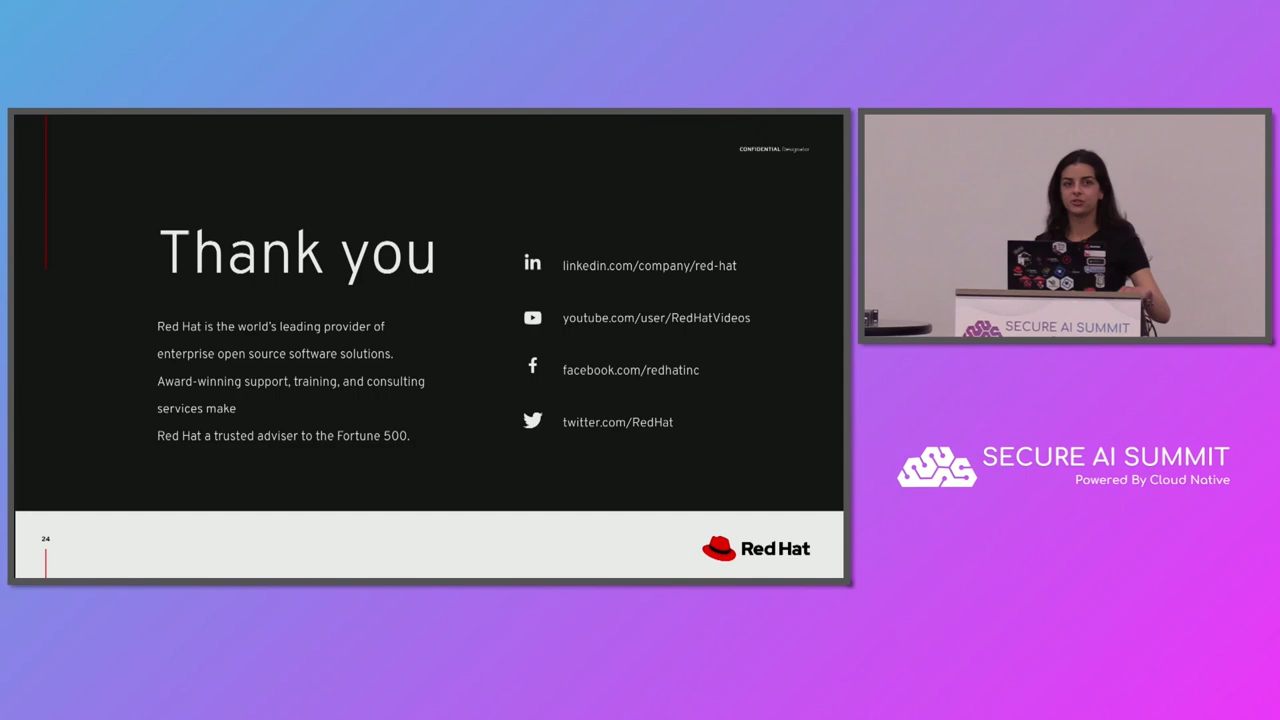 CONFIDENTIAL Designator
Thank you
Red Hat is the world's leading provider of
enterprise open source software solutions.
Award-winning support, training, and consulting
services make
Red Hat a trusted adviser to the Fortune 500.
linkedin.com/company/red-hat
youtube.com/user/RedHatVideos
facebook.com/redhatinc
twitter.com/RedHat
24
Red Hat
SECURE AI SUMMIT
SECURE AI SUMMIT
Powered By Cloud Native